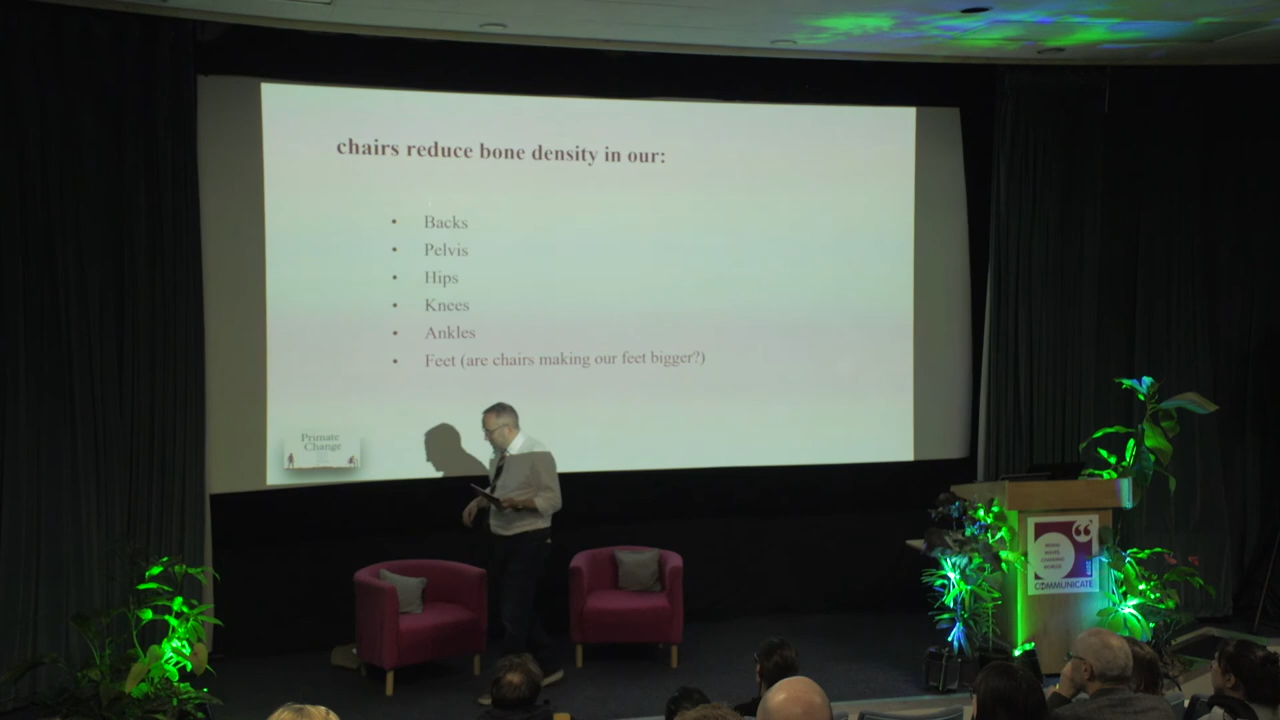 chairs reduce bone density in our:
• Backs
• Pelvis
• Hips
• Knees
• Ankles
• Feet (are chairs making our feet bigger?)
Primate
Change
2019
COMMUNICATE